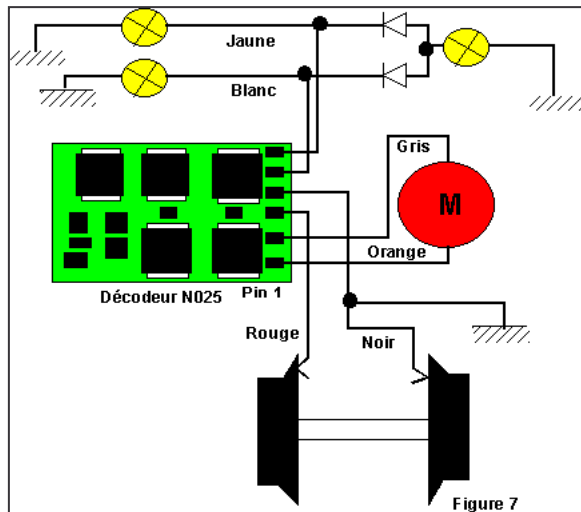 Jaune
Blanc
Gris
M
Orange
Décodeur N025
Pin 1
Rouge
Noir
Figure 7